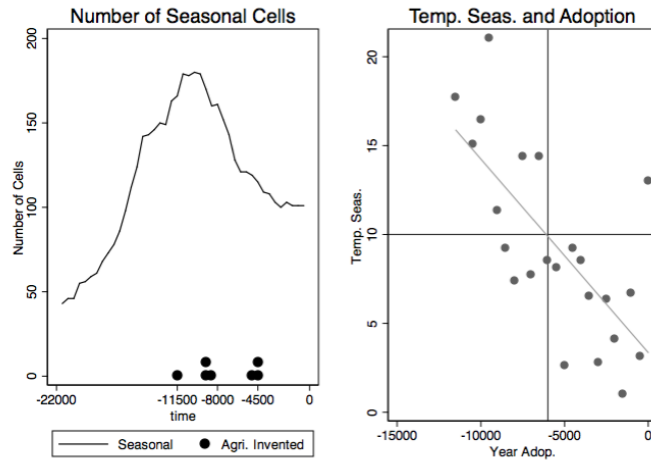 Number of Seasonal Cells
Number of Cells
200
150
100
50
0
-22000
-11500
-8000
-4500
0
time
Seasonal
Agri. Invented
Temp. Seas. and Adoption
Temp. Seas.
20
15
10
5
0
-15000
-10000
-5000
0
Year Adop.